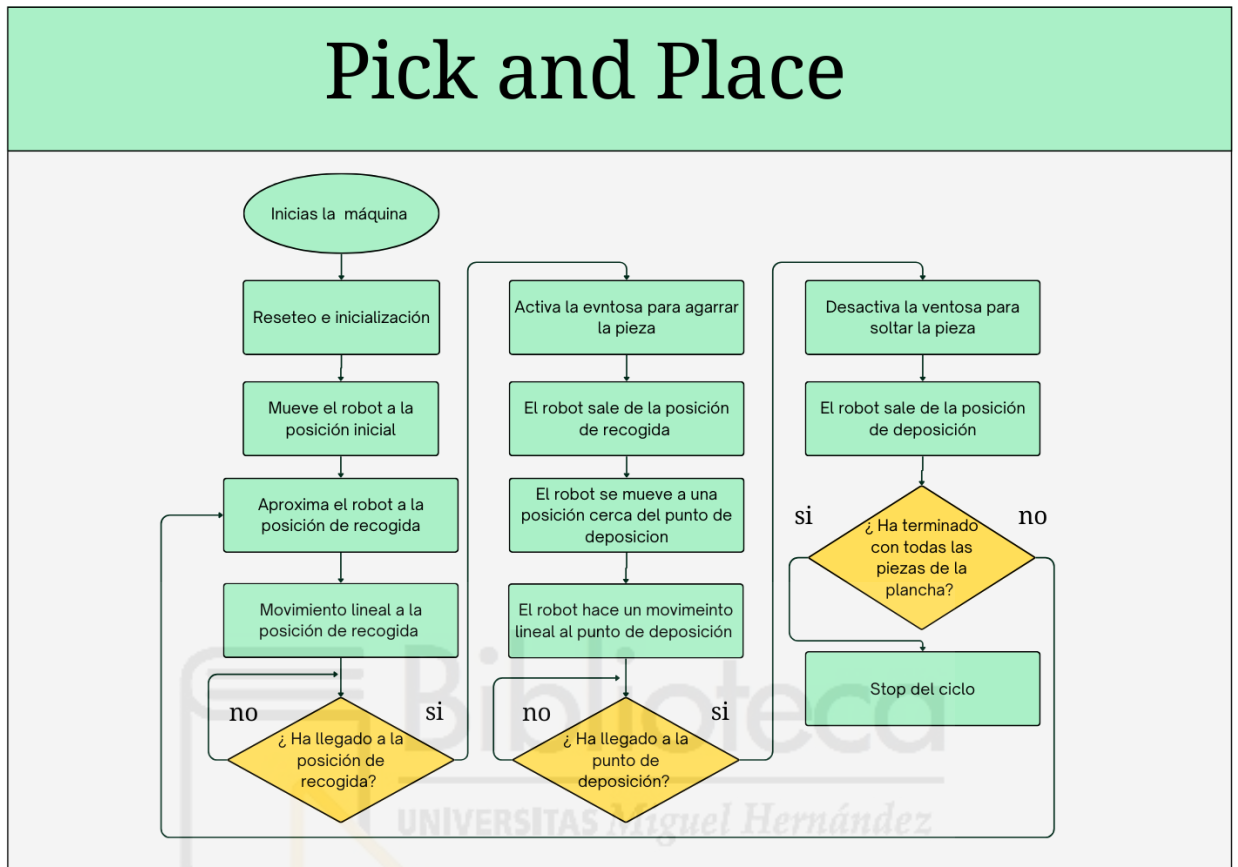 Pick and Place
Inicias la máquina
Reseteo e inicialización
Mueve el robot a la
posición inicial
Aproxima el robot a la
posición de recogida
Movimiento lineal a la
posición de recogida
no
si
¿ Ha llegado a la
posición de
recogida?
Activa la evntosa para agarrar
la pieza
El robot sale de la posición
de recogida
El robot se mueve a una
posición cerca del punto de
deposicion
El robot hace un movimeinto
lineal al punto de deposición
no
si
¿ Ha llegado a la
punto de
deposición?
Desactiva la ventosa para
soltar la pieza
El robot sale de la posición
de deposición
si
no
¿ Ha terminado
con todas las
piezas de la
plancha?
Stop del ciclo
Biblioteca
UNIVERSITAS Miguel Hernández